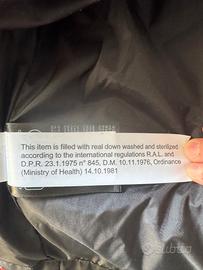 This item is filled with real down washed and sterilized
according to the international regulations R.A.L. and
D.P.R. 23.1.1975 n° 845, D.M. 10.11.1976, Ordinance
(Ministry of Health) 14.10.1981
subito